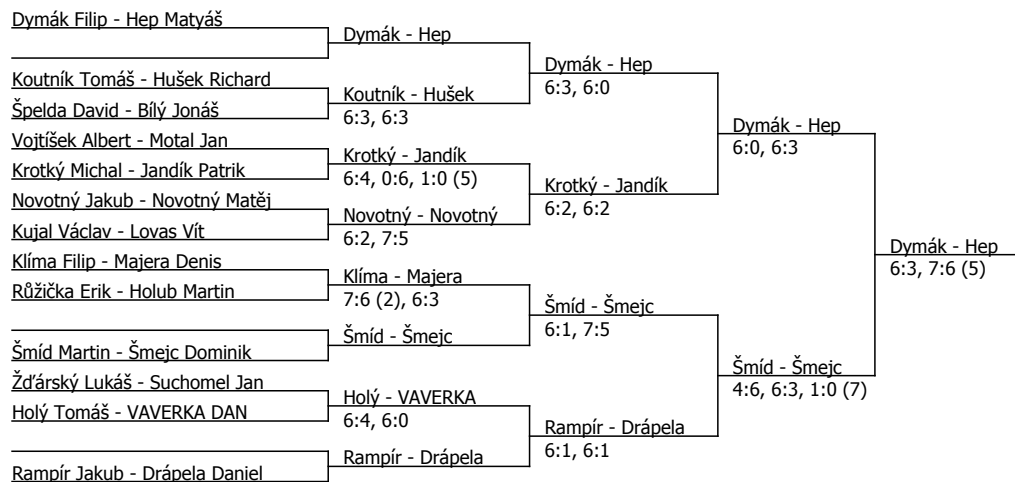 Dymák Filip - Hep Matyáš
Koutník Tomáš - Hušek Richard
Špelda David - Bílý Jonáš
Vojtíšek Albert - Motal Jan
Krotký Michal - Jandík Patrik
Novotný Jakub - Novotný Matěj
Kujal Václav - Lovas Vít
Klíma Filip - Majera Denis
Růžička Erik - Holub Martin
Šmíd Martin - Šmejc Dominik
Žďárský Lukáš - Suchomel Jan
Holý Tomáš - VAVERKA DAN
Rampír Jakub - Drápela Daniel
Dymák - Hep
Koutník - Hušek
6:3, 6:3
Krotký - Jandík
6:4, 0:6, 1:0 (5)
Novotný - Novotný
6:2, 7:5
Klíma - Majera
7:6 (2), 6:3
Šmíd - Šmejc
Holý - VAVERKA
6:4, 6:0
Rampír - Drápela
Dymák - Hep
6:3, 6:0
Krotký - Jandík
6:2, 6:2
Šmíd - Šmejc
6:1, 7:5
Rampír - Drápela
6:1, 6:1
Dymák - Hep
6:0, 6:3
Šmíd - Šmejc
4:6, 6:3, 1:0 (7)
Dymák - Hep
6:3, 7:6 (5)